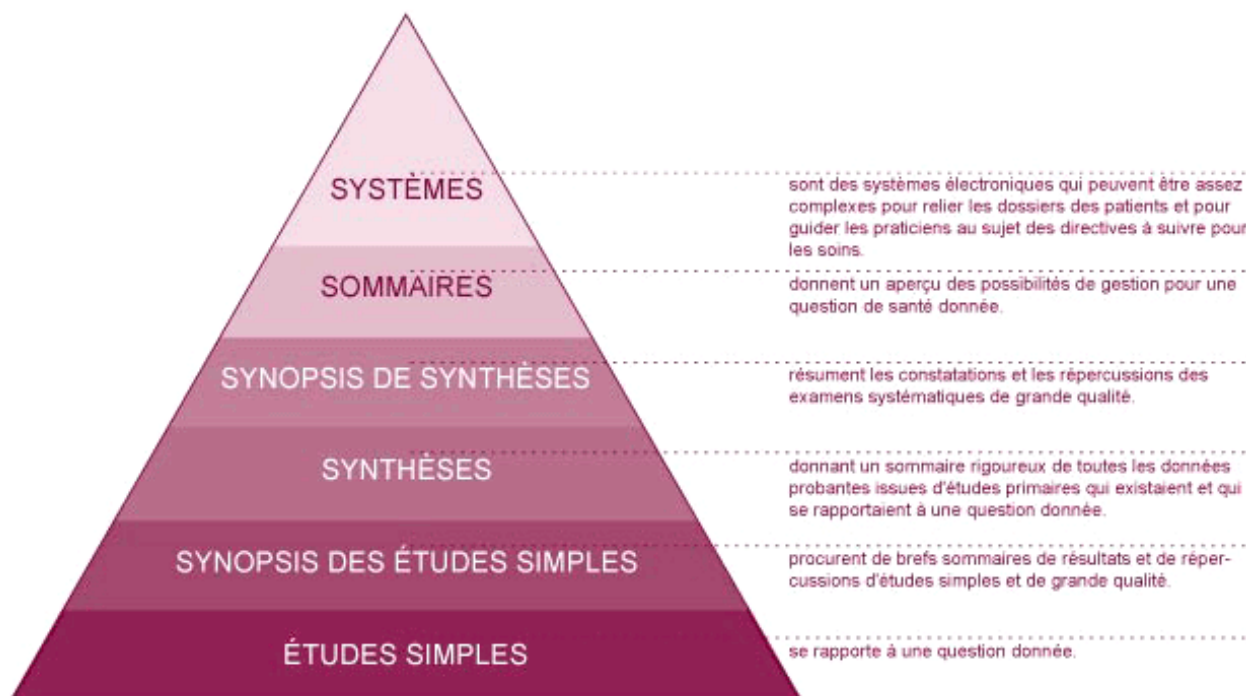 SYSTÈMES
sont des systèmes électroniques qui peuvent être assez
complexes pour relier les dossiers des patients et pour
guider les praticiens au sujet des directives à suivre pour
les soins.
SOMMAIRES
donnent un aperçu des possibilités de gestion pour une
question de santé donnée.
SYNOPSIS DE SYNTHÈSES
résument les constatations et les répercussions des
examens systématiques de grande qualité.
SYNTHÈSES
donnant un sommaire rigoureux de toutes les données
probantes issues d'études primaires qui existaient et qui
se rapportaient à une question donnée.
SYNOPSIS DES ÉTUDES SIMPLES
procurent de brefs sommaires de résultats et de réper-
cussions d'études simples et de grande qualité.
ÉTUDES SIMPLES
se rapporte à une question donnée.